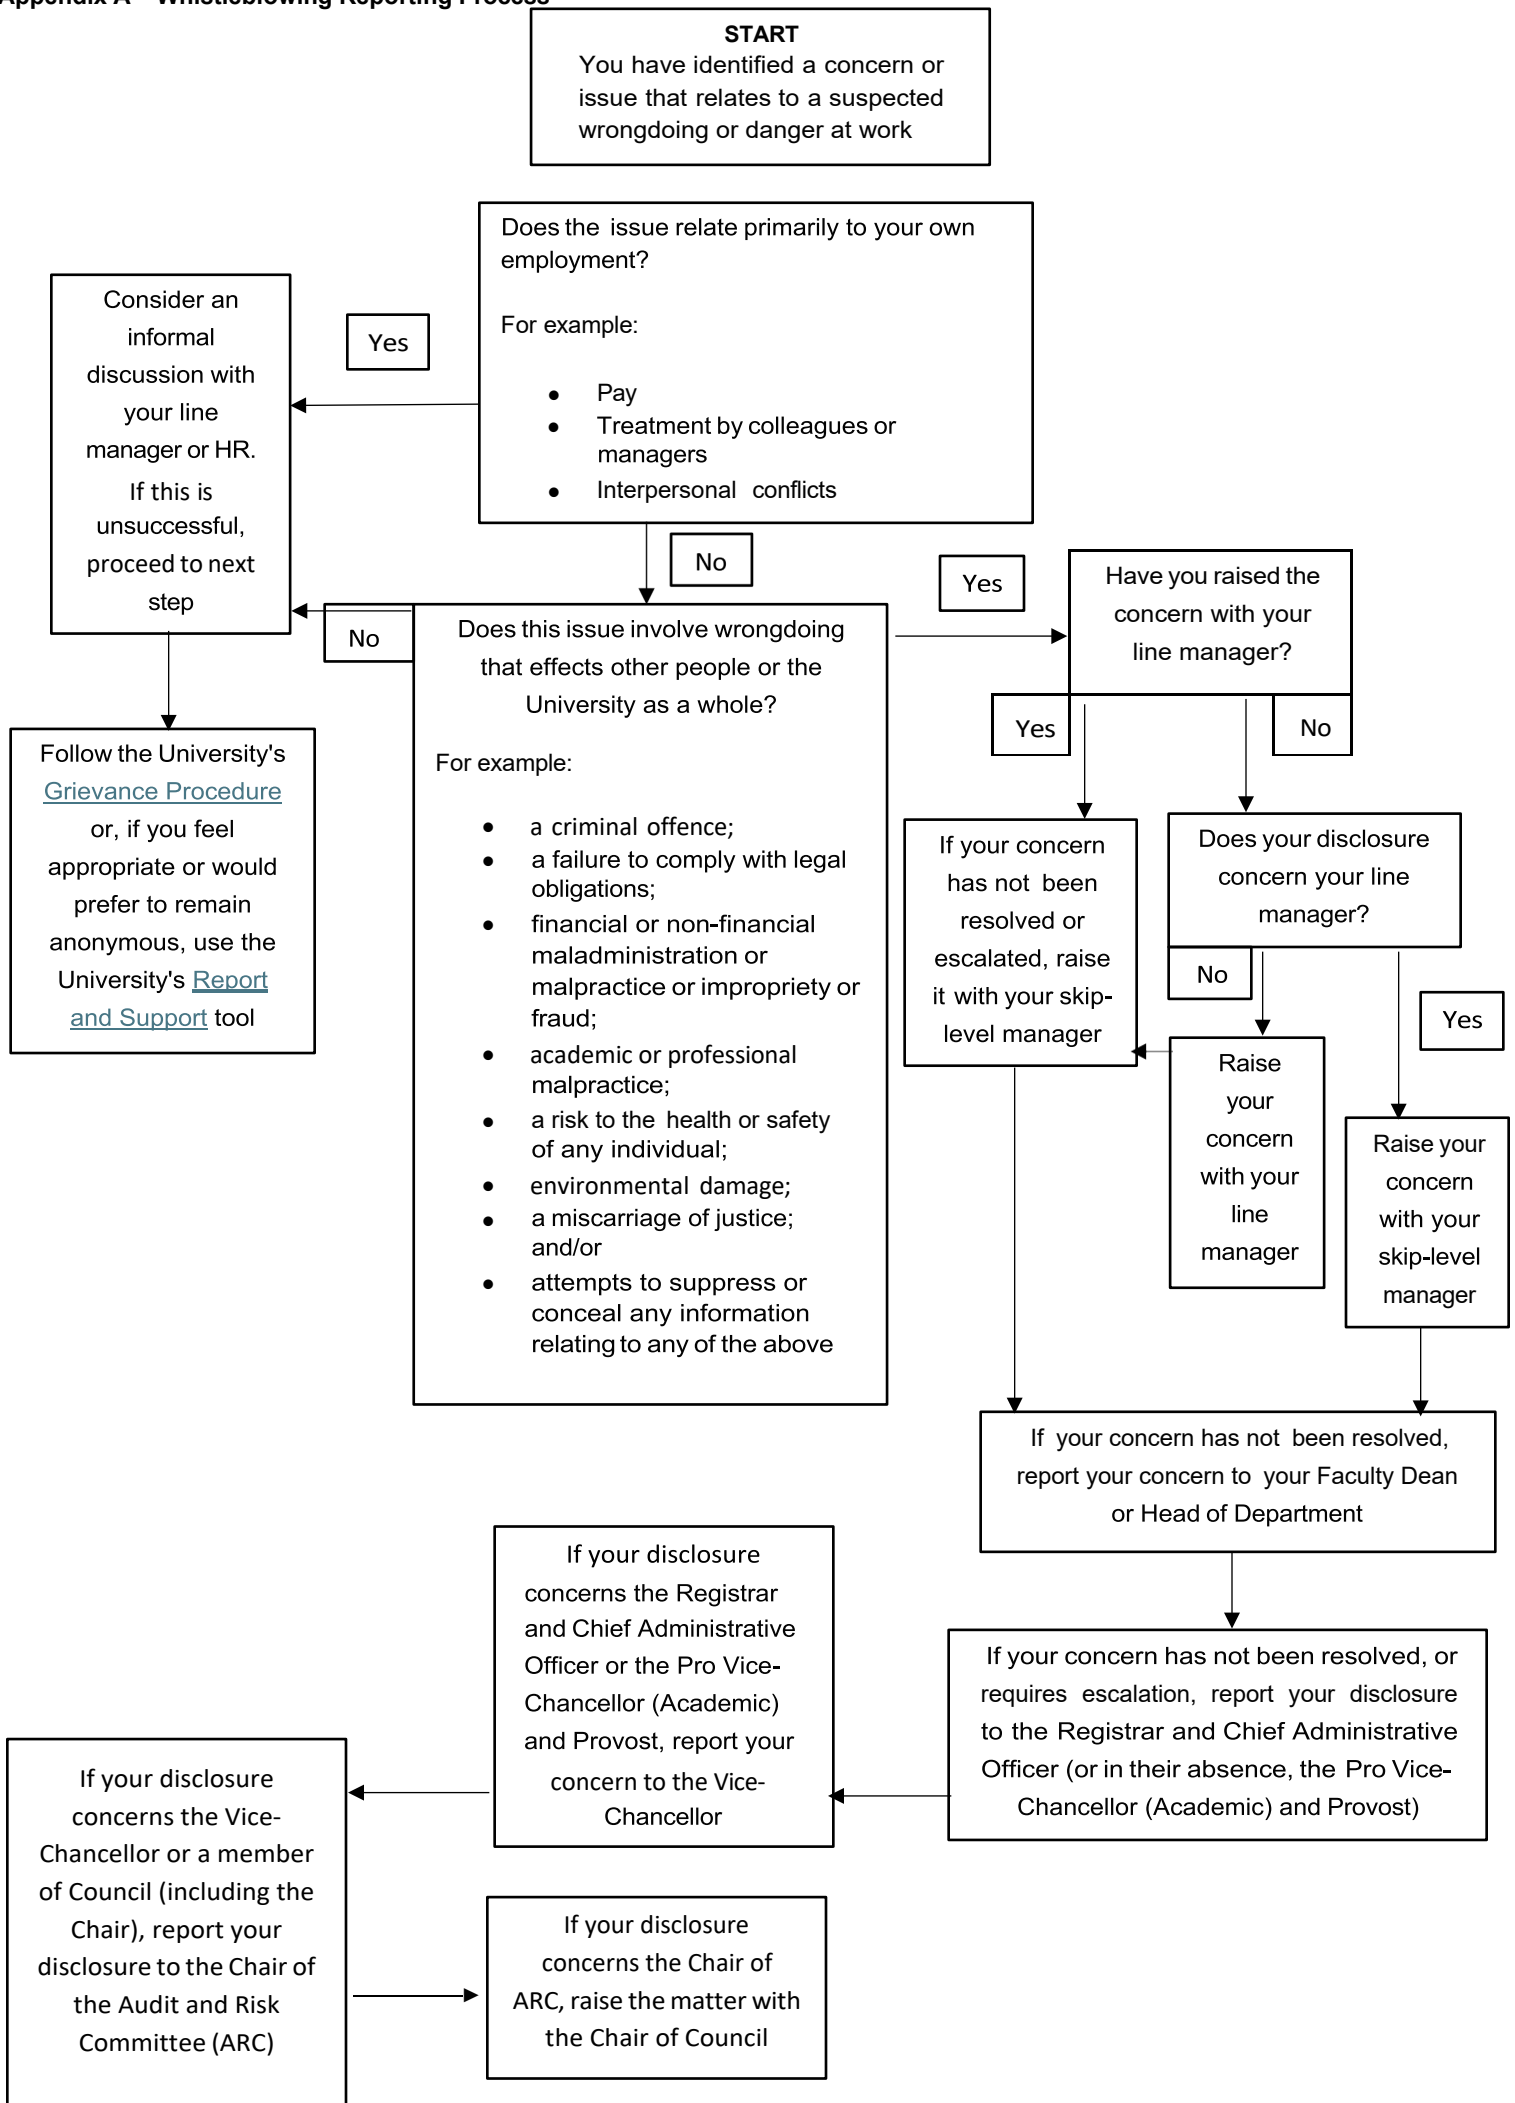 Appendix A – Whistleblowing Reporting Process
START
You have identified a concern or
issue that relates to a suspected
wrongdoing or danger at work
Does the issue relate primarily to your own
employment?
For example:
● Pay
● Treatment by colleagues or
managers
● Interpersonal conflicts
Yes
Consider an
informal
discussion with
your line
manager or HR.
If this is
unsuccessful,
proceed to next
step
No
No
Follow the University's
Grievance Procedure
or, if you feel
appropriate or would
prefer to remain
anonymous, use the
University's Report
and Support tool
Does this issue involve wrongdoing
that effects other people or the
University as a whole?
For example:
● a criminal offence;
● a failure to comply with legal
obligations;
● financial or non-financial
maladministration or
malpractice or impropriety or
fraud;
● academic or professional
malpractice;
● a risk to the health or safety
of any individual;
● environmental damage;
● a miscarriage of justice;
and/or
● attempts to suppress or
conceal any information
relating to any of the above
Yes
Have you raised the
concern with your
line manager?
Yes
No
If your concern
has not been
resolved or
escalated, raise
it with your skip-
level manager
Does your disclosure
concern your line
manager?
No
Yes
Raise
your
concern
with your
line
manager
Raise your
concern
with your
skip-level
manager
If your concern has not been resolved,
report your concern to your Faculty Dean
or Head of Department
If your concern has not been resolved, or
requires escalation, report your disclosure
to the Registrar and Chief Administrative
Officer (or in their absence, the Pro Vice-
Chancellor (Academic) and Provost)
If your disclosure
concerns the Registrar
and Chief Administrative
Officer or the Pro Vice-
Chancellor (Academic)
and Provost, report your
concern to the Vice-
Chancellor
If your disclosure
concerns the Vice-
Chancellor or a member
of Council (including the
Chair), report your
disclosure to the Chair of
the Audit and Risk
Committee (ARC)
If your disclosure
concerns the Chair of
ARC, raise the matter with
the Chair of Council